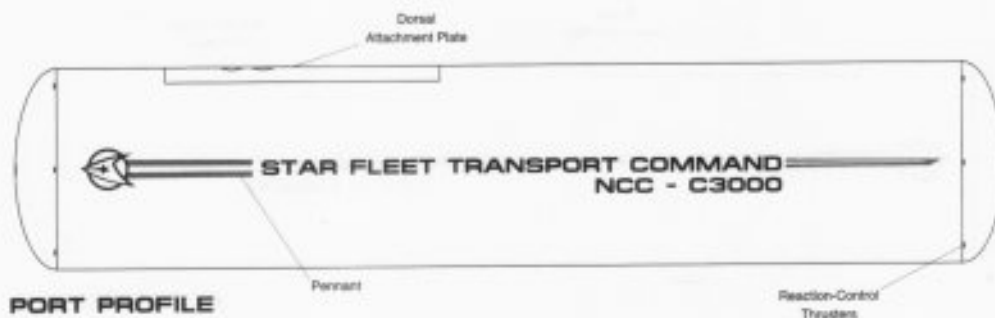 Dorsal
Attachment Plate
STAR FLEET TRANSPORT COMMAND
NCC - C3000
Pennant
PORT PROFILE
Reaction-Control
Thrusters